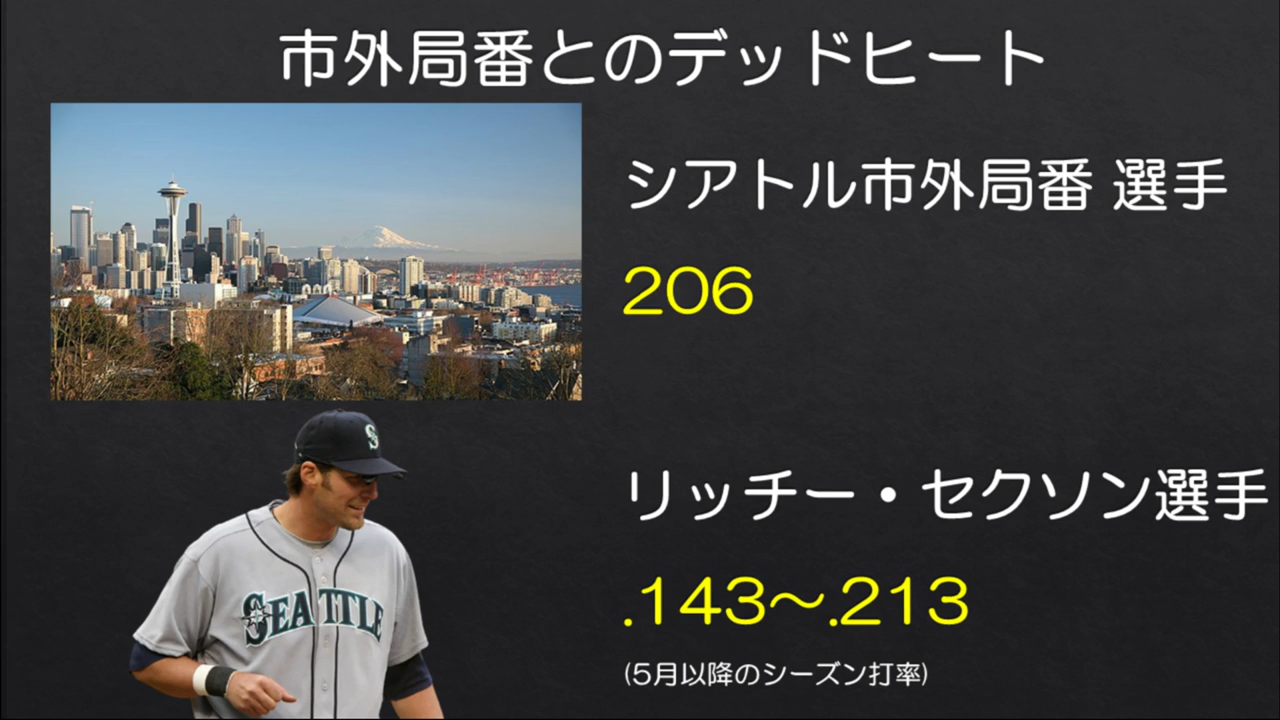 市外局番とのデッドヒート
シアトル市外局番 選手
206
リッチー・セクソン選手
.143〜.213
(5月以降のシーズン打率)
S
SEATTLE